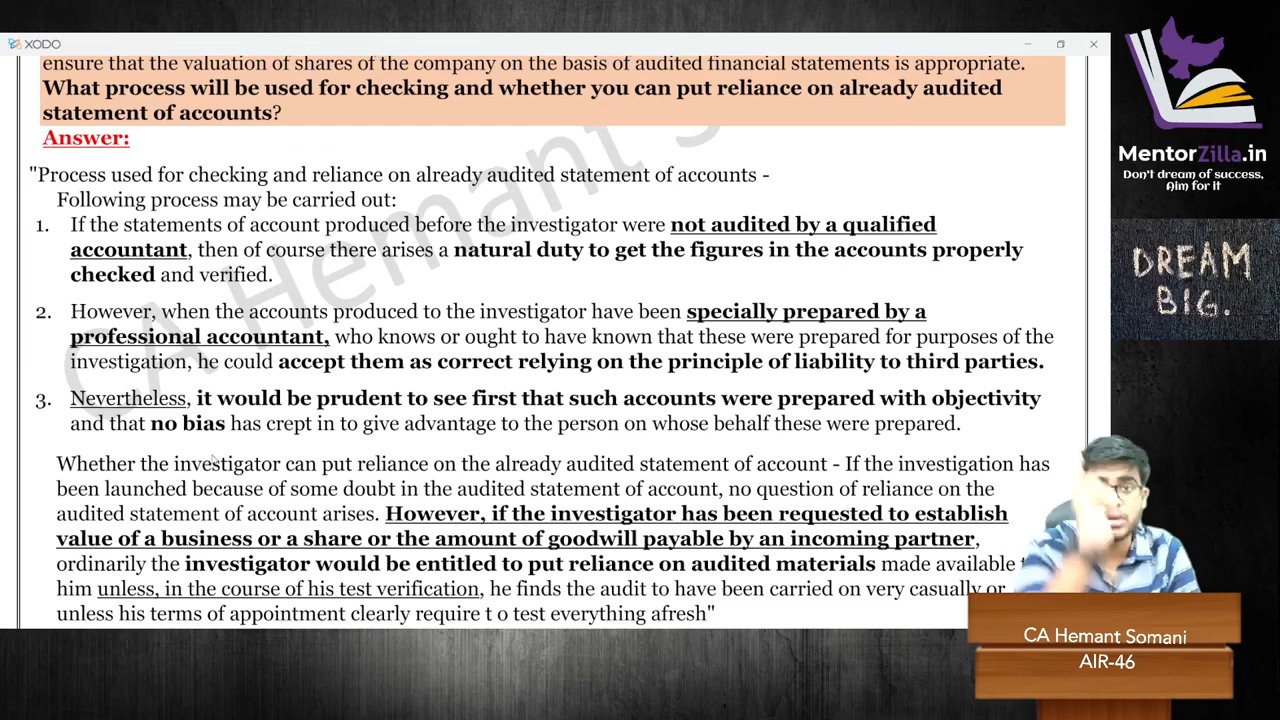 XODO
ensure that the valuation of shares of the company on the basis of audited financial statements is appropriate.
What process will be used for checking and whether you can put reliance on already audited
statement of accounts?
Answer:
"Process used for checking and reliance on already audited statement of accounts -
Following process may be carried out:
1. If the statements of account produced before the investigator were not audited by a qualified
accountant, then of course there arises a natural duty to get the figures in the accounts properly
checked and verified.
2. However, when the accounts produced to the investigator have been specially prepared by a
professional accountant, who knows or ought to have known that these were prepared for purposes of the
investigation, he could accept them as correct relying on the principle of liability to third parties.
3. Nevertheless, it would be prudent to see first that such accounts were prepared with objectivity
and that no bias has crept in to give advantage to the person on whose behalf these were prepared.
Whether the investigator can put reliance on the already audited statement of account - If the investigation has
been launched because of some doubt in the audited statement of account, no question of reliance on the
audited statement of account arises. However, if the investigator has been requested to establish
value of a business or a share or the amount of goodwill payable by an incoming partner,
ordinarily the investigator would be entitled to put reliance on audited materials made available
him unless, in the course of his test verification, he finds the audit to have been carried on very casually or
unless his terms of appointment clearly require t o test everything afresh"
CA Hemant S
MentorZilla.in
Don't dream of success,
Aim for it
DREAM
BIG.
CA Hemant Somani
AIR-46